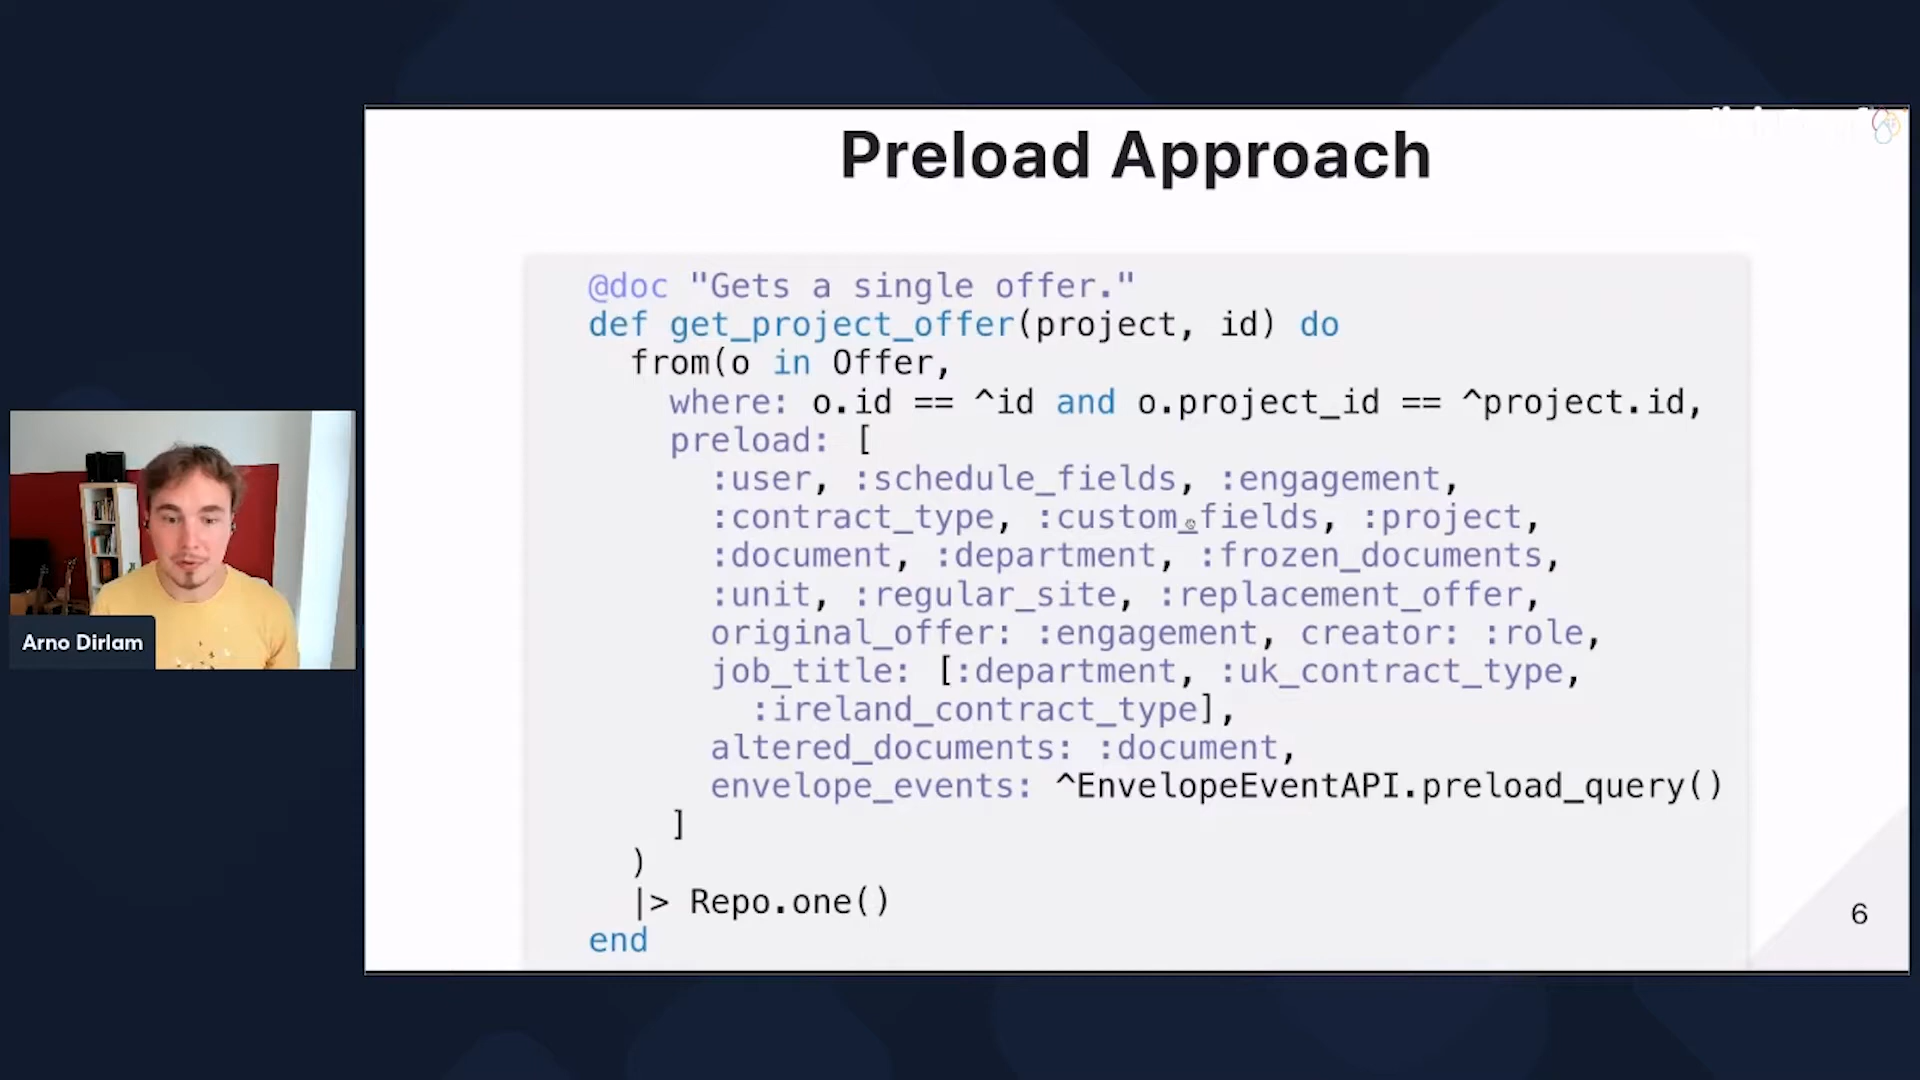 Preload Approach
@doc "Gets a single offer."
def get_project_offer(project, id) do
from(o in Offer,
where: o.id == ^id and o.project_id == ^project.id,
preload: [
:user, :schedule_fields, :engagement,
:contract_type, :custom_fields, :project,
:document, :department, :frozen_documents,
:unit, :regular_site, :replacement_offer,
original_offer: :engagement, creator: :role,
job_title: [:department, :uk_contract_type,
:ireland_contract_type],
altered_documents: :document,
envelope_events: ^EnvelopeEventAPI.preload_query()
]
)
|> Repo.one()
end
6
Arno Dirlam